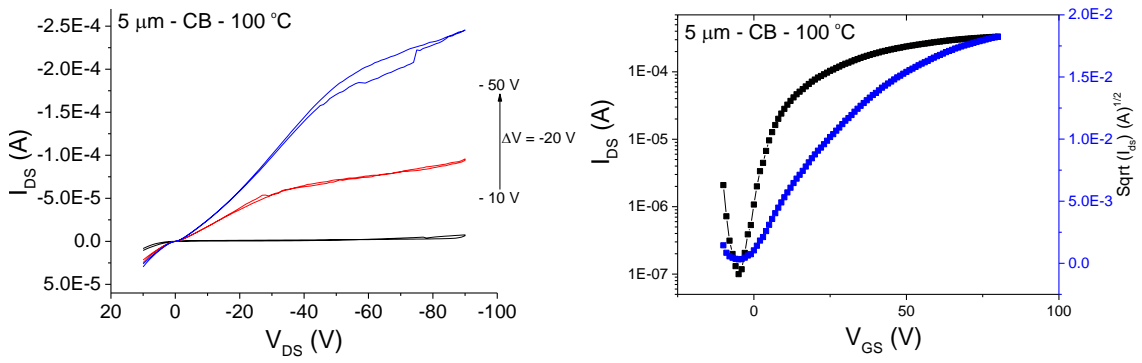 5 µm - CB - 100 °C
-2.5E-4
-2.0E-4
-1.5E-4
-1.0E-4
-5.0E-5
0.0
5.0E-5
I_DS (A)
20 0 -20 -40 -60 -80 -100
V_DS (V)
- 50 V
ΔV = -20 V
- 10 V
5 µm - CB - 100 °C
1E-04
1E-05
1E-06
1E-07
I_DS (A)
0 50 100
V_GS (V)
2.0E-2
1.5E-2
1.0E-2
5.0E-3
0.0
Sqrt (I_ds) (A)^1/2